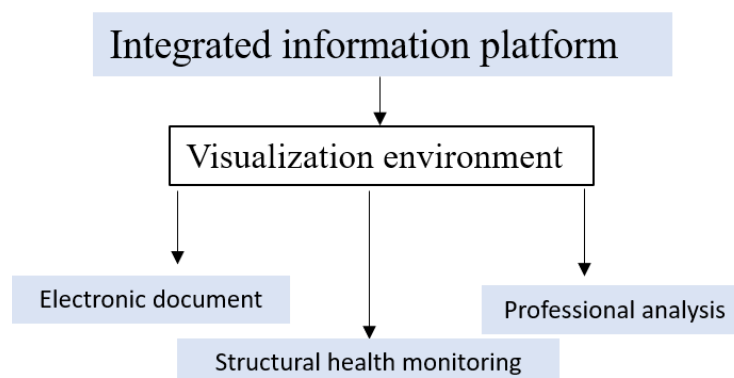 Integrated information platform
Visualization environment
Electronic document
Professional analysis
Structural health monitoring